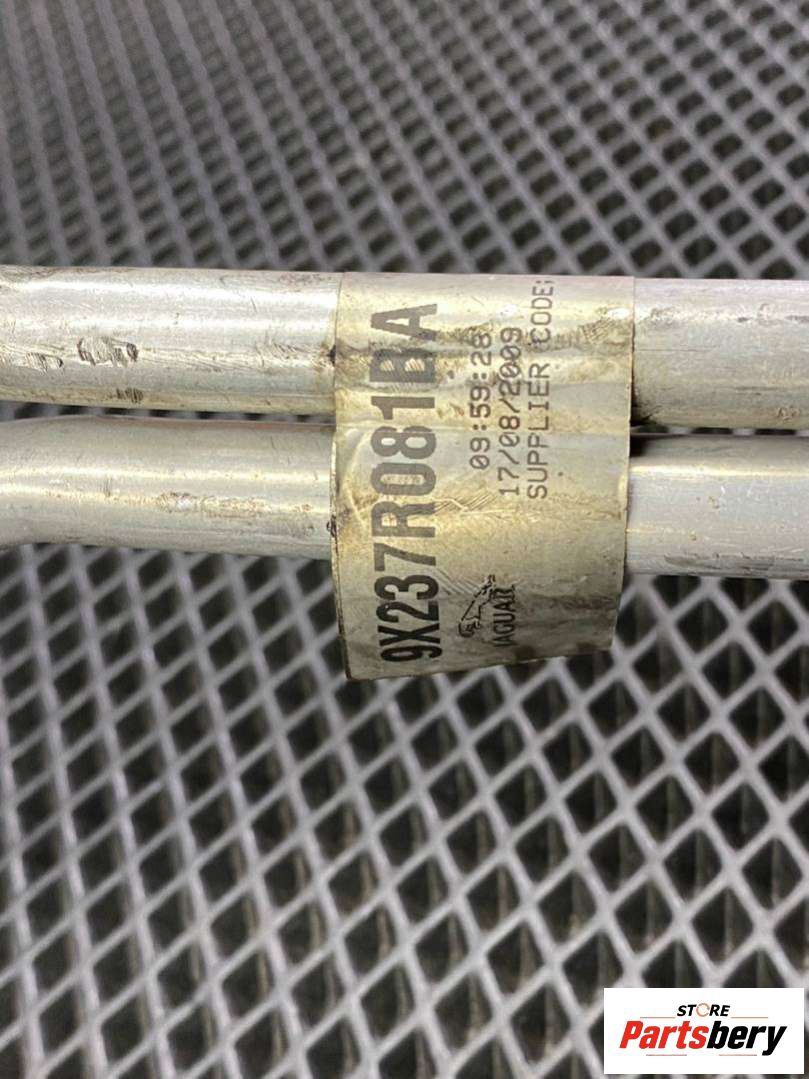 9X237R081BA
09:59:28
17/08/2009
SUPPLIER CODE:
JAGUAR
STORE
Partsbery